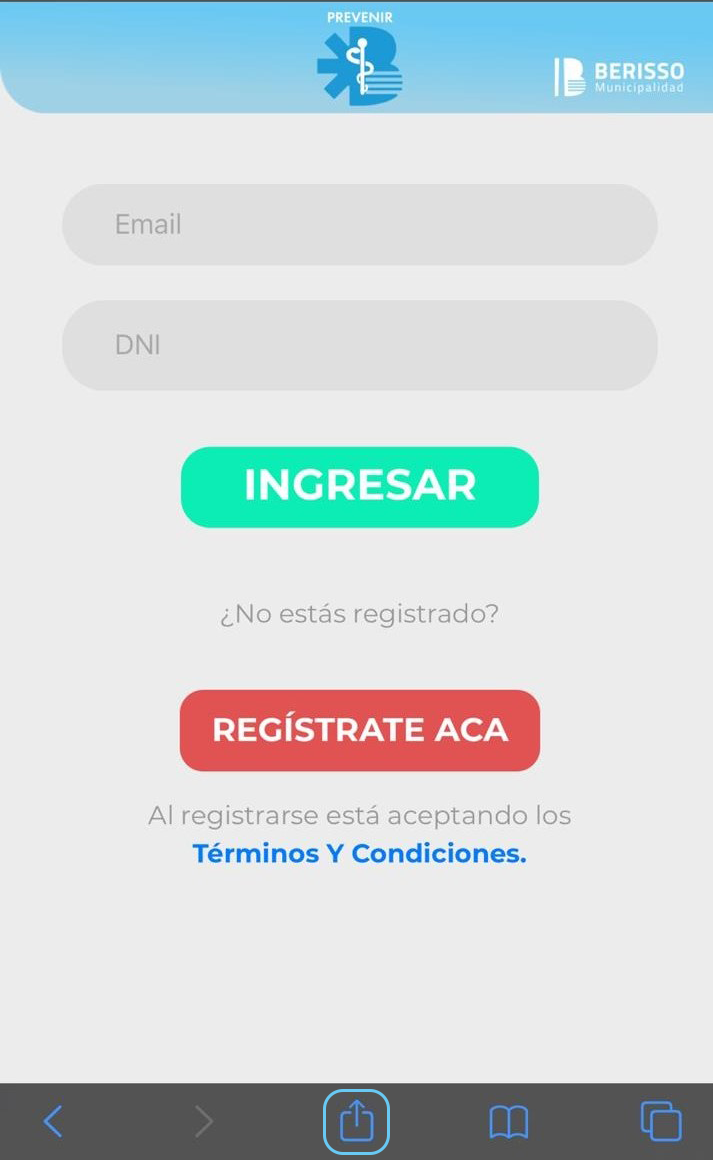 PREVENIR
BERISSO
Municipalidad
Email
DNI
INGRESAR
¿No estás registrado?
REGÍSTRATE ACA
Al registrarse está aceptando los
Términos Y Condiciones.